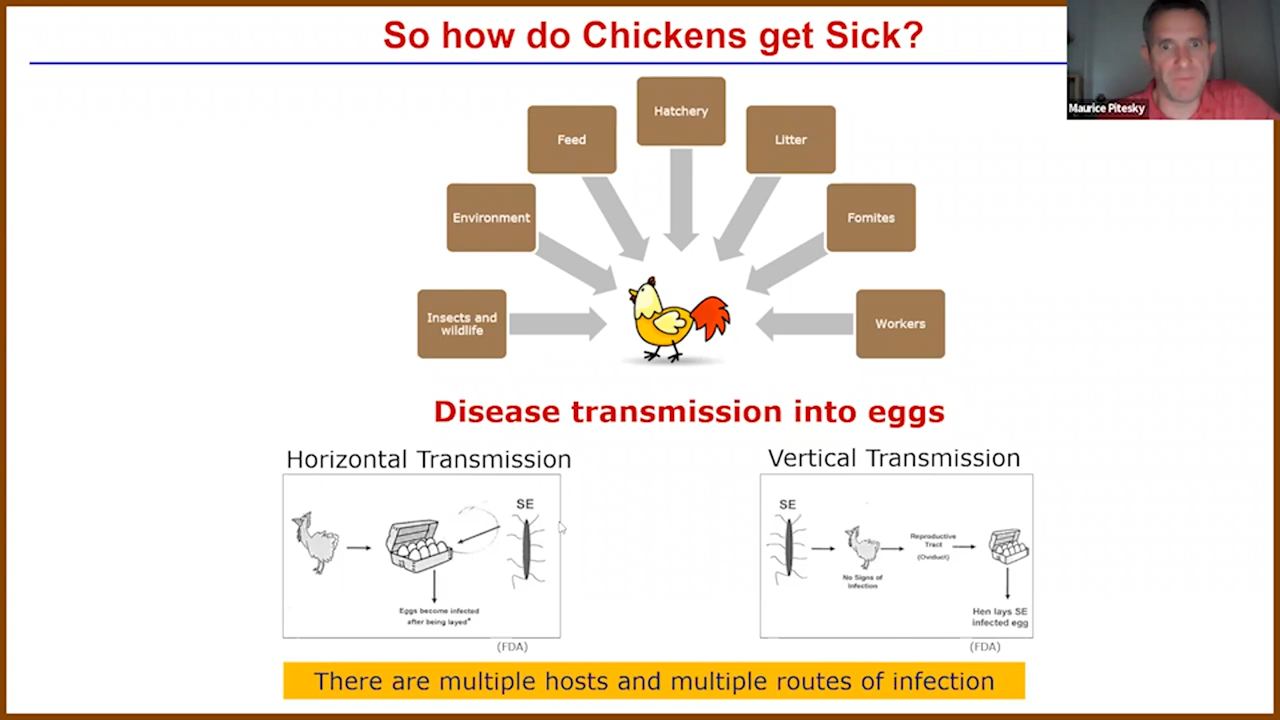 So how do Chickens get Sick?
Maurice Pitesky
Hatchery
Feed
Litter
Environment
Fomites
Insects and
wildlife
Workers
Disease transmission into eggs
Horizontal Transmission
SE
Eggs become infected
after being layed*
(FDA)
Vertical Transmission
SE
No Signs of
Infection
Reproductive
Tract
(Oviduct)
Hen lays SE
infected egg
(FDA)
There are multiple hosts and multiple routes of infection